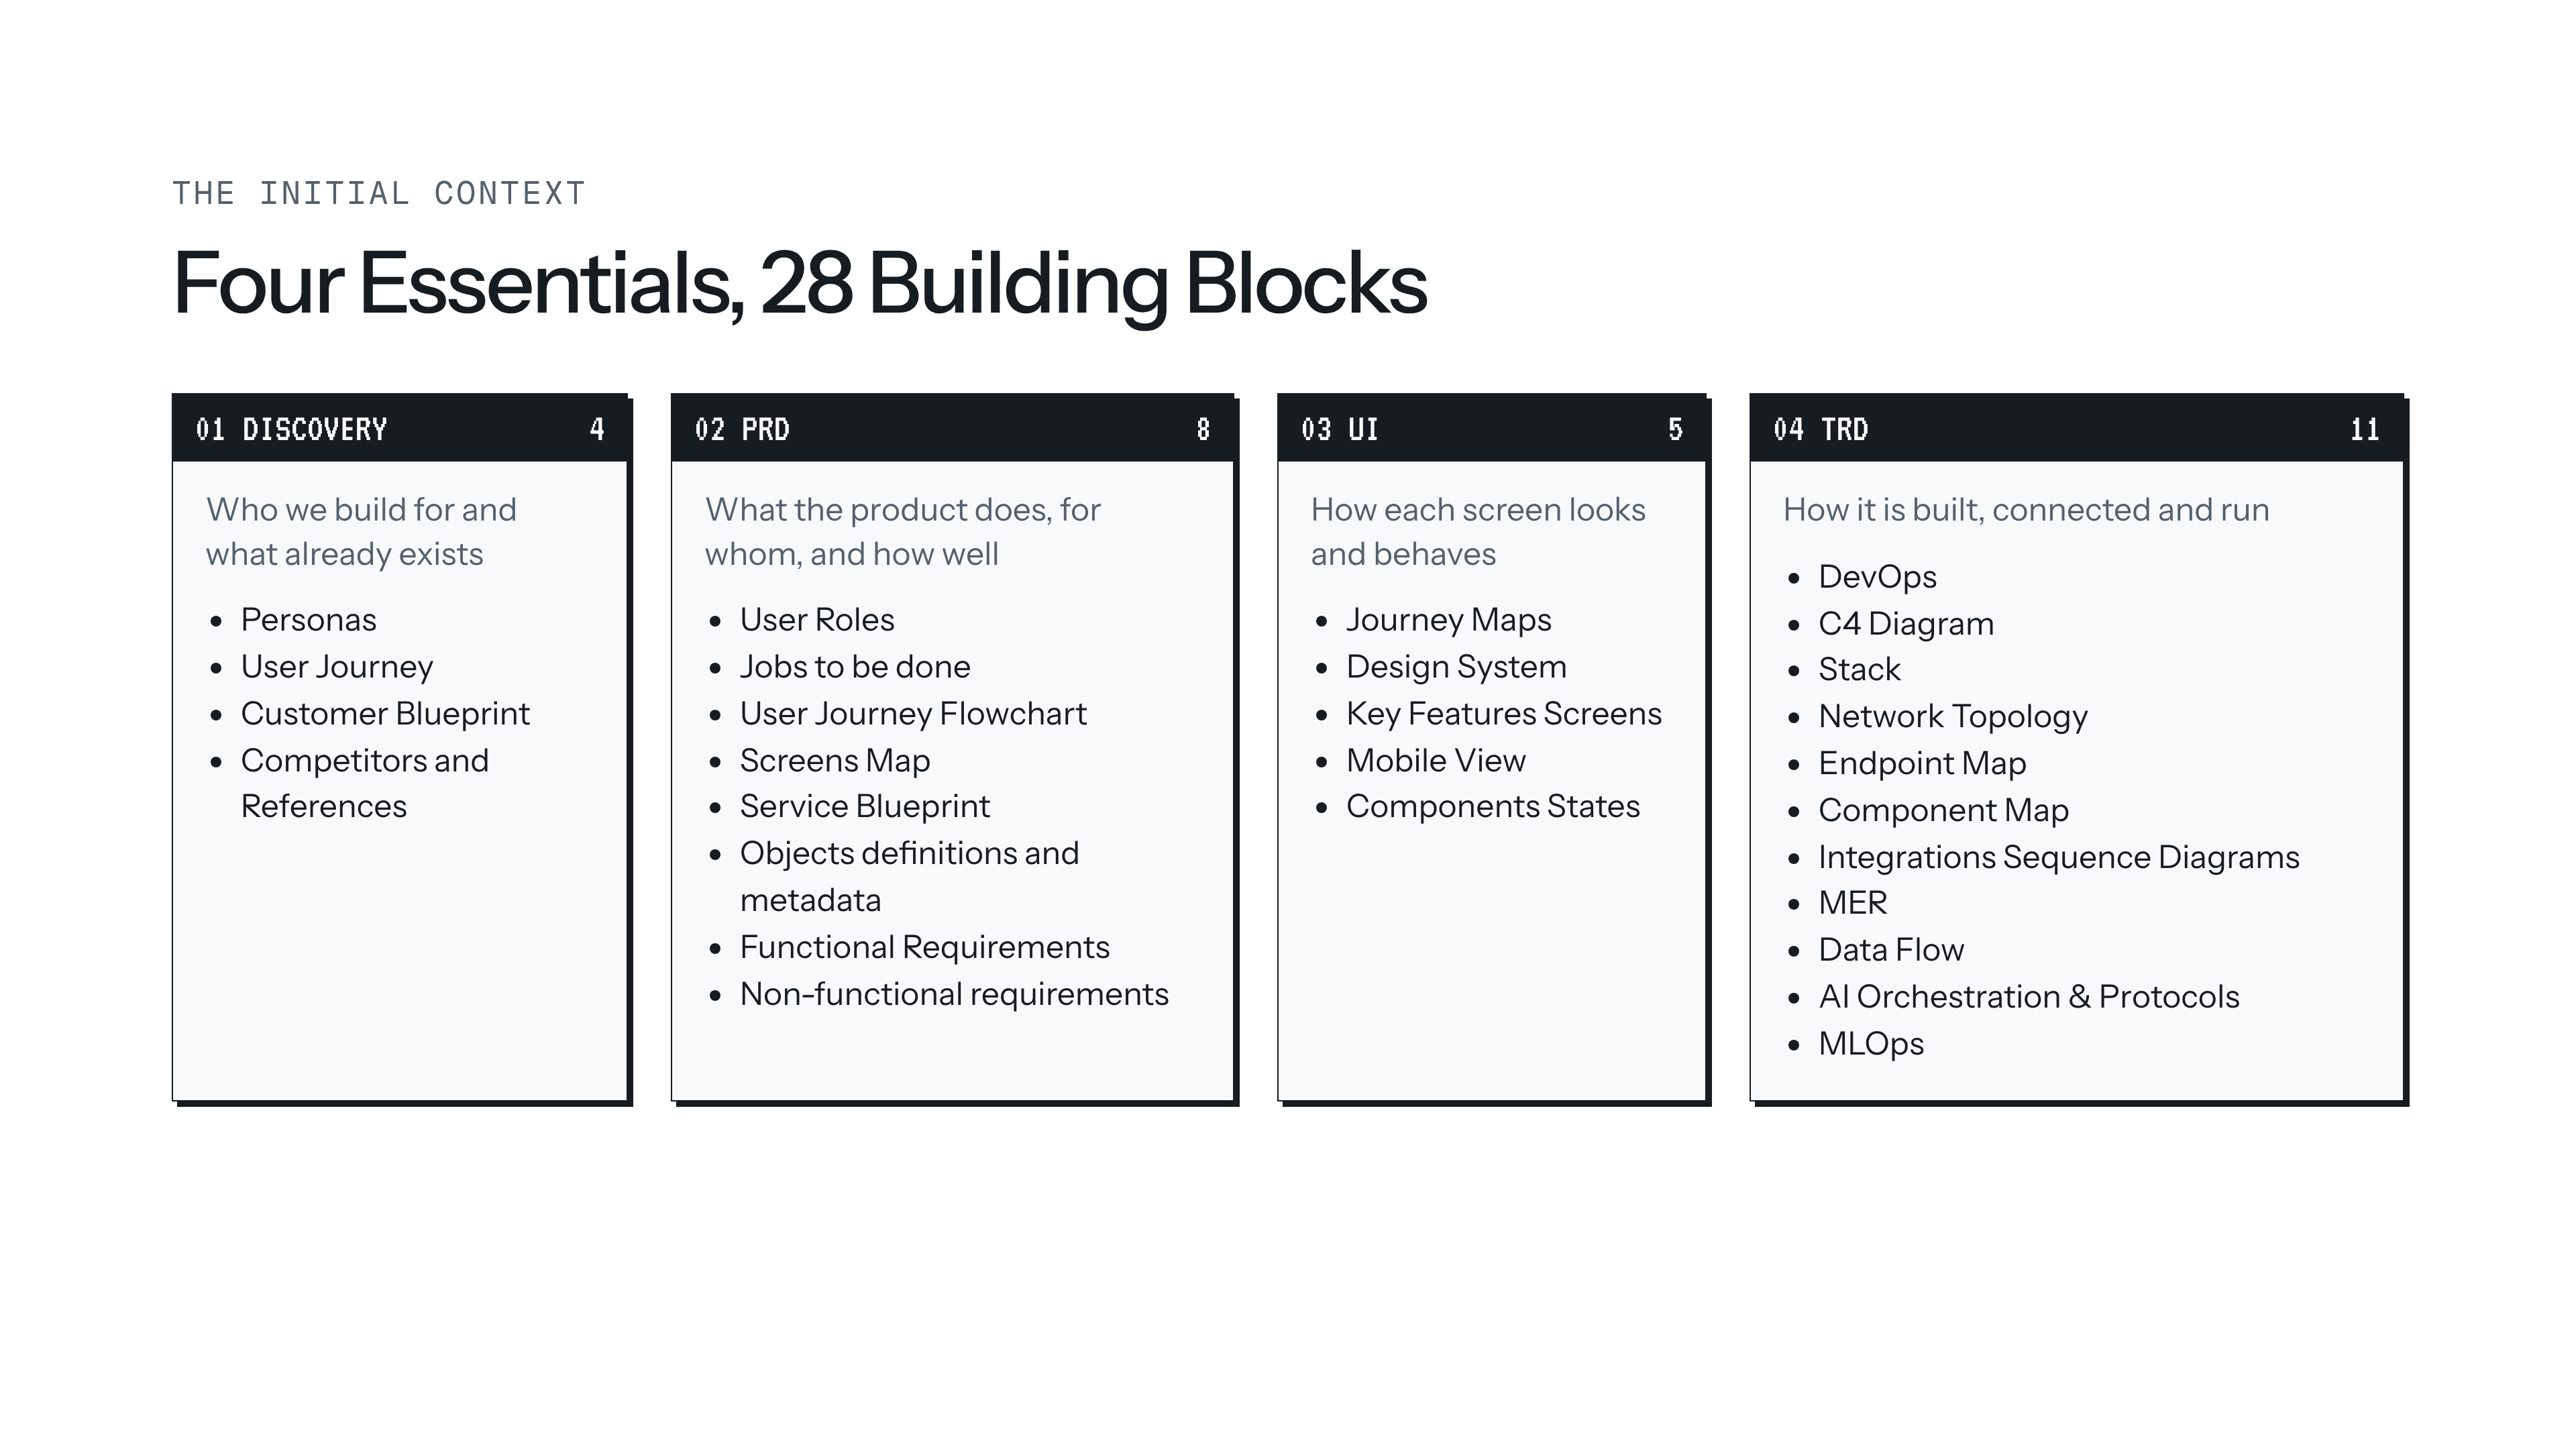 THE INITIAL CONTEXT
Four Essentials, 28 Building Blocks
01 DISCOVERY 4
Who we build for and
what already exists
• Personas
• User Journey
• Customer Blueprint
• Competitors and
References
02 PRD 8
What the product does, for
whom, and how well
• User Roles
• Jobs to be done
• User Journey Flowchart
• Screens Map
• Service Blueprint
• Objects definitions and
metadata
• Functional Requirements
• Non-functional requirements
03 UI 5
How each screen looks
and behaves
• Journey Maps
• Design System
• Key Features Screens
• Mobile View
• Components States
04 TRD 11
How it is built, connected and run
• DevOps
• C4 Diagram
• Stack
• Network Topology
• Endpoint Map
• Component Map
• Integrations Sequence Diagrams
• MER
• Data Flow
• AI Orchestration & Protocols
• MLOps